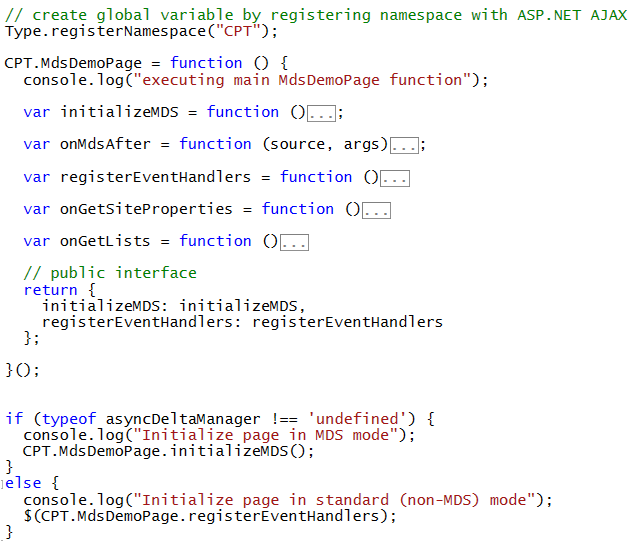 // create global variable by registering namespace with ASP.NET AJAX
Type.registerNamespace("CPT");
CPT.MdsDemoPage = function () {
console.log("executing main MdsDemoPage function");
var initializeMDS = function ()...;
var onMdsAfter = function (source, args)...;
var registerEventHandlers = function ()...
var onGetSiteProperties = function ()...
var onGetLists = function ()...
// public interface
return {
initializeMDS: initializeMDS,
registerEventHandlers: registerEventHandlers
};
}();
if (typeof asyncDeltaManager !== 'undefined') {
console.log("Initialize page in MDS mode");
CPT.MdsDemoPage.initializeMDS();
}
else {
console.log("Initialize page in standard (non-MDS) mode");
$(CPT.MdsDemoPage.registerEventHandlers);
}